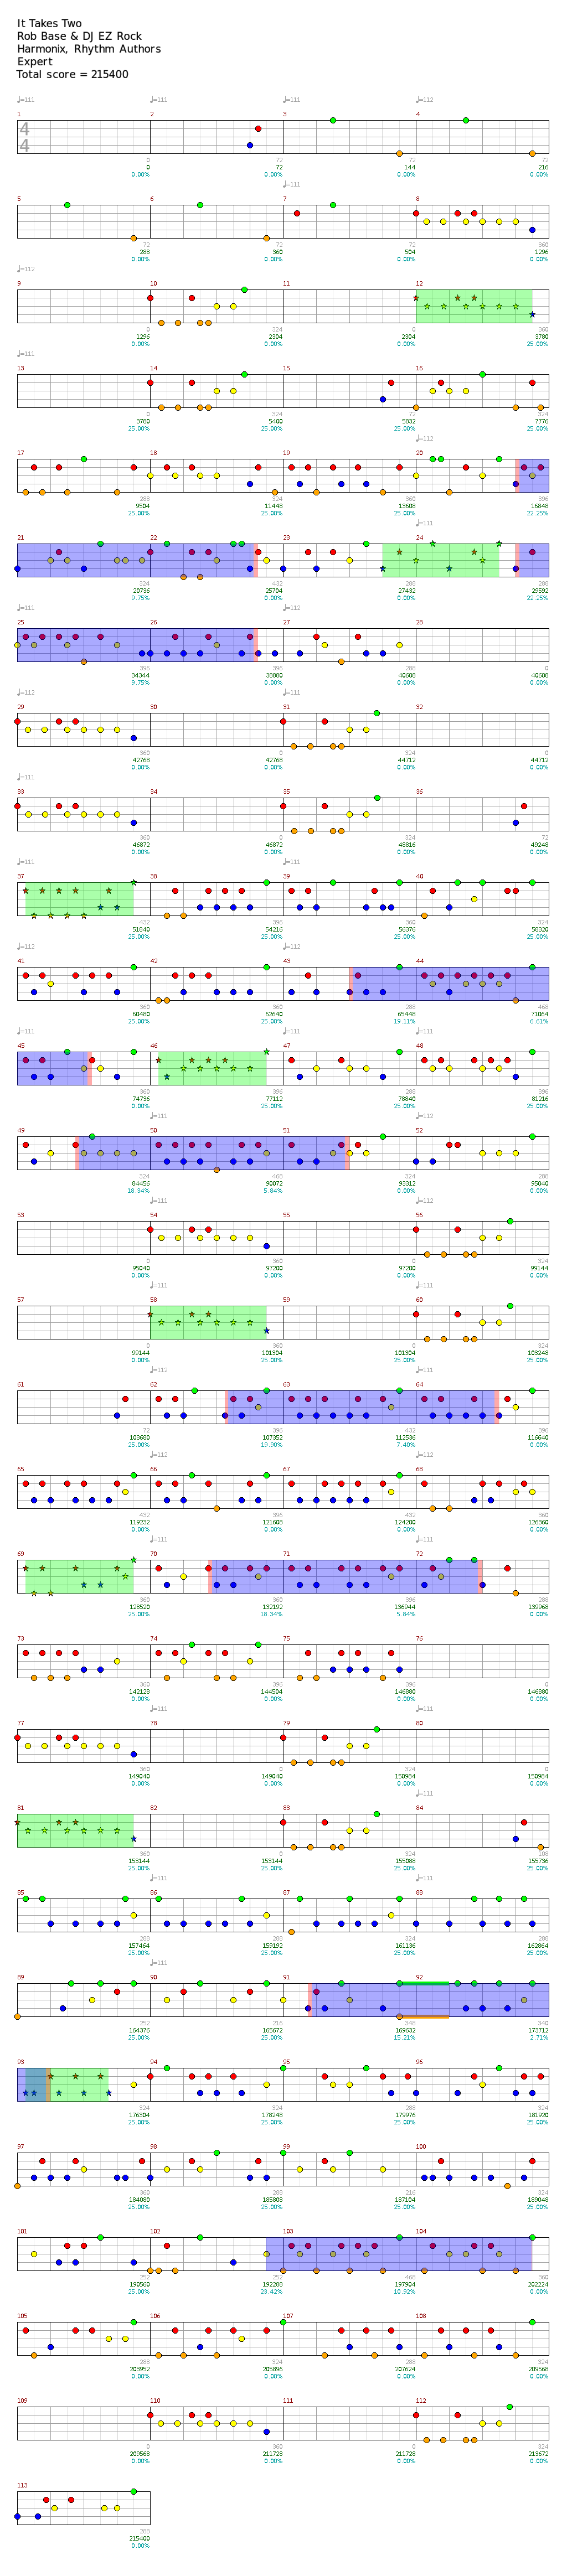 It Takes Two
Rob Base & DJ EZ Rock
Harmonix, Rhythm Authors
Expert
Total score = 215400
♩=111 ♩=111 ♩=111 ♩=112
1 2 3 4
4
4
0 72 72 72
0 72 144 216
0.00% 0.00% 0.00% 0.00%
♩=111
5 6 7 8
72 72 72 360
288 360 504 1296
0.00% 0.00% 0.00% 0.00%
♩=112
9 10 11 12
0 324 0 360
1296 2304 2304 3780
0.00% 0.00% 0.00% 25.00%
♩=111
13 14 15 16
0 324 72 324
3780 5400 5832 7776
25.00% 25.00% 25.00% 25.00%
♩=112
17 18 19 20
288 324 360 396
9504 11448 13608 16848
25.00% 25.00% 25.00% 22.25%
♩=111
21 22 23 24
324 432 288 288
20736 25704 27432 29592
9.75% 0.00% 0.00% 22.25%
♩=111 ♩=112
25 26 27 28
396 396 288 0
34344 38880 40608 40608
9.75% 0.00% 0.00% 0.00%
♩=112
29 30 31 32
360 0 324 0
42768 42768 44712 44712
0.00% 0.00% 0.00% 0.00%
♩=111
33 34 35 36
360 0 324 72
46872 46872 48816 49248
0.00% 0.00% 0.00% 0.00%
♩=111
37 38 39 40
432 396 360 324
51840 54216 56376 58320
25.00% 25.00% 25.00% 25.00%
♩=112 ♩=112
41 42 43 44
360 360 288 468
60480 62640 65448 71064
25.00% 25.00% 19.11% 6.61%
♩=111 ♩=111
45 46 47 48
360 396 288 396
74736 77112 78840 81216
0.00% 25.00% 25.00% 25.00%
♩=112
49 50 51 52
324 468 324 288
84456 90072 93312 95040
18.34% 5.84% 0.00% 0.00%
♩=111 ♩=112
53 54 55 56
0 360 0 324
95040 97200 97200 99144
0.00% 0.00% 0.00% 0.00%
♩=111 ♩=111
57 58 59 60
0 360 0 324
99144 101304 101304 103248
0.00% 25.00% 25.00% 25.00%
♩=112 ♩=111
61 62 63 64
72 396 432 396
103680 107352 112536 116640
25.00% 19.90% 7.40% 0.00%
♩=112 ♩=112
65 66 67 68
432 396 432 360
119232 121608 124200 126360
25.00% 25.00% 25.00% 25.00%
♩=111 ♩=112
69 70 71 72
360 396 396 288
128520 132192 136944 139968
25.00% 18.34% 5.84% 0.00%
73 74 75 76
360 396 396 0
142128 144504 146880 146880
0.00% 0.00% 0.00% 0.00%
♩=111
77 78 79 80
360 0 324 0
149040 149040 150984 150984
0.00% 0.00% 0.00% 0.00%
♩=111
81 82 83 84
360 0 324 108
153144 153144 155088 155736
25.00% 25.00% 25.00% 25.00%
♩=111
85 86 87 88
288 288 324 288
157464 159192 161136 162864
25.00% 25.00% 25.00% 25.00%
♩=111
89 90 91 92
252 216 340 340
164376 165672 169632 173712
25.00% 25.00% 15.21% 2.71%
93 94 95 96
324 324 288 324
176304 178248 179976 181920
25.00% 25.00% 25.00% 25.00%
97 98 99 100
360 288 216 324
184080 185808 187104 189048
25.00% 25.00% 25.00% 25.00%
101 102 103 104
252 252 468 360
190560 192288 197904 202224
25.00% 23.42% 10.92% 0.00%
105 106 107 108
288 324 288 324
203952 205896 207624 209568
0.00% 0.00% 0.00% 0.00%
109 110 111 112
0 360 0 324
209568 211728 211728 213672
0.00% 0.00% 0.00% 0.00%
113
288
215400
0.00%